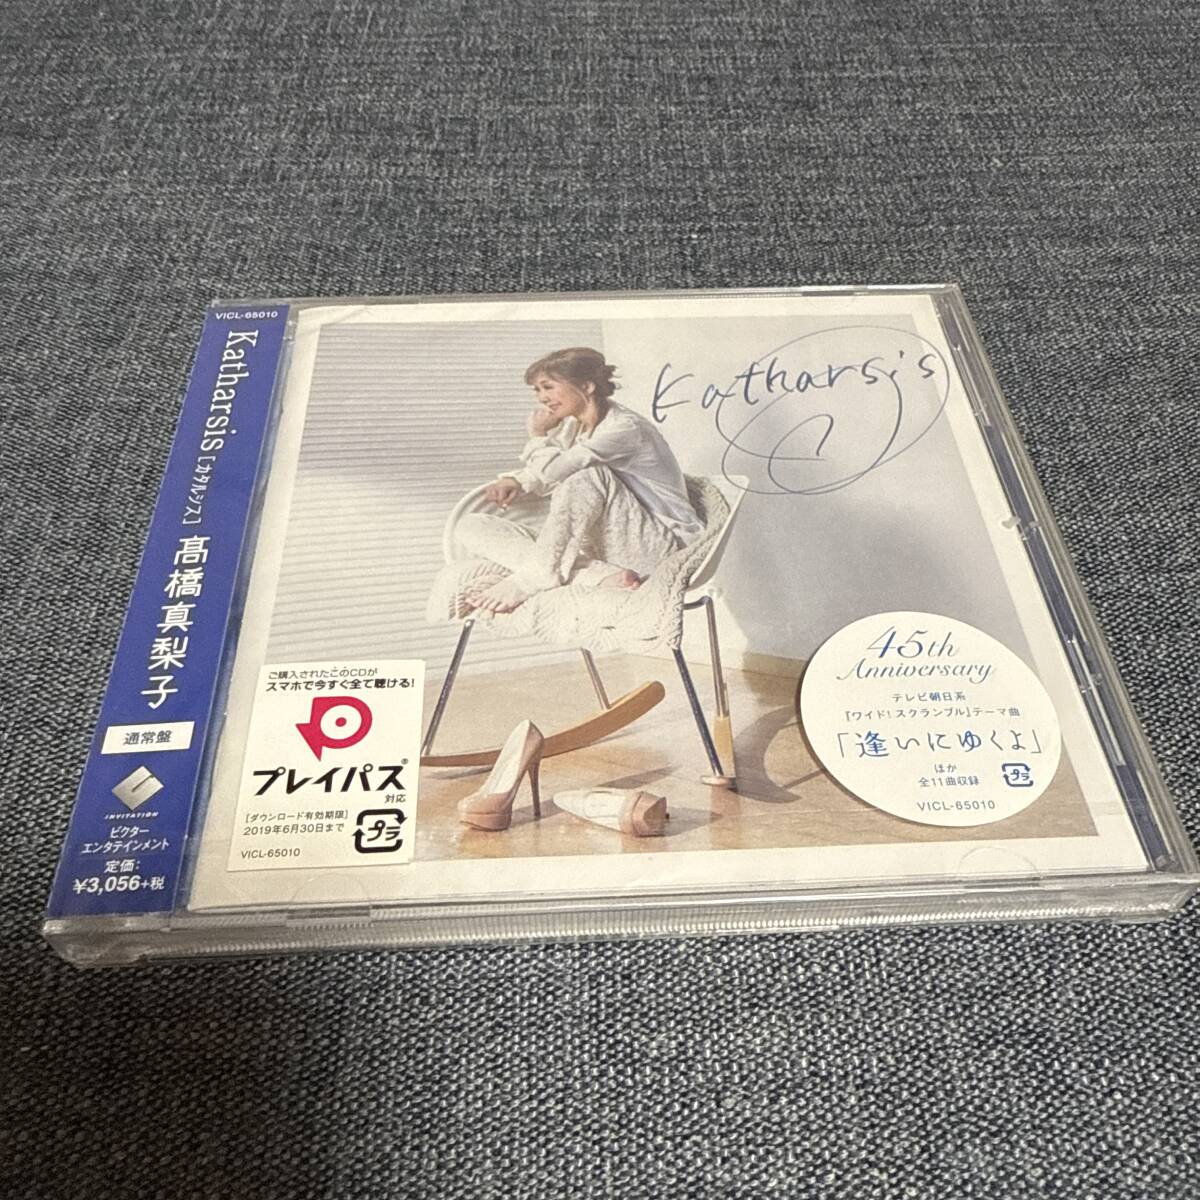 VICL-65010
Katharsis [カタルシス] 髙橋真梨子
通常盤
INVITATION
ビクター
エンタテインメント
定価:
¥3,056+税
Katharsis
ご購入されたこのCDが
スマホで今すぐ全て聴ける!
プレイパス®
対応
[ダウンロード有効期限]
2019年6月30日まで
プラ
VICL-65010
45th
Anniversary
テレビ朝日系
『ワイド!スクランブル』テーマ曲
「逢いにゆくよ」
ほか
全11曲収録
プラ
VICL-65010